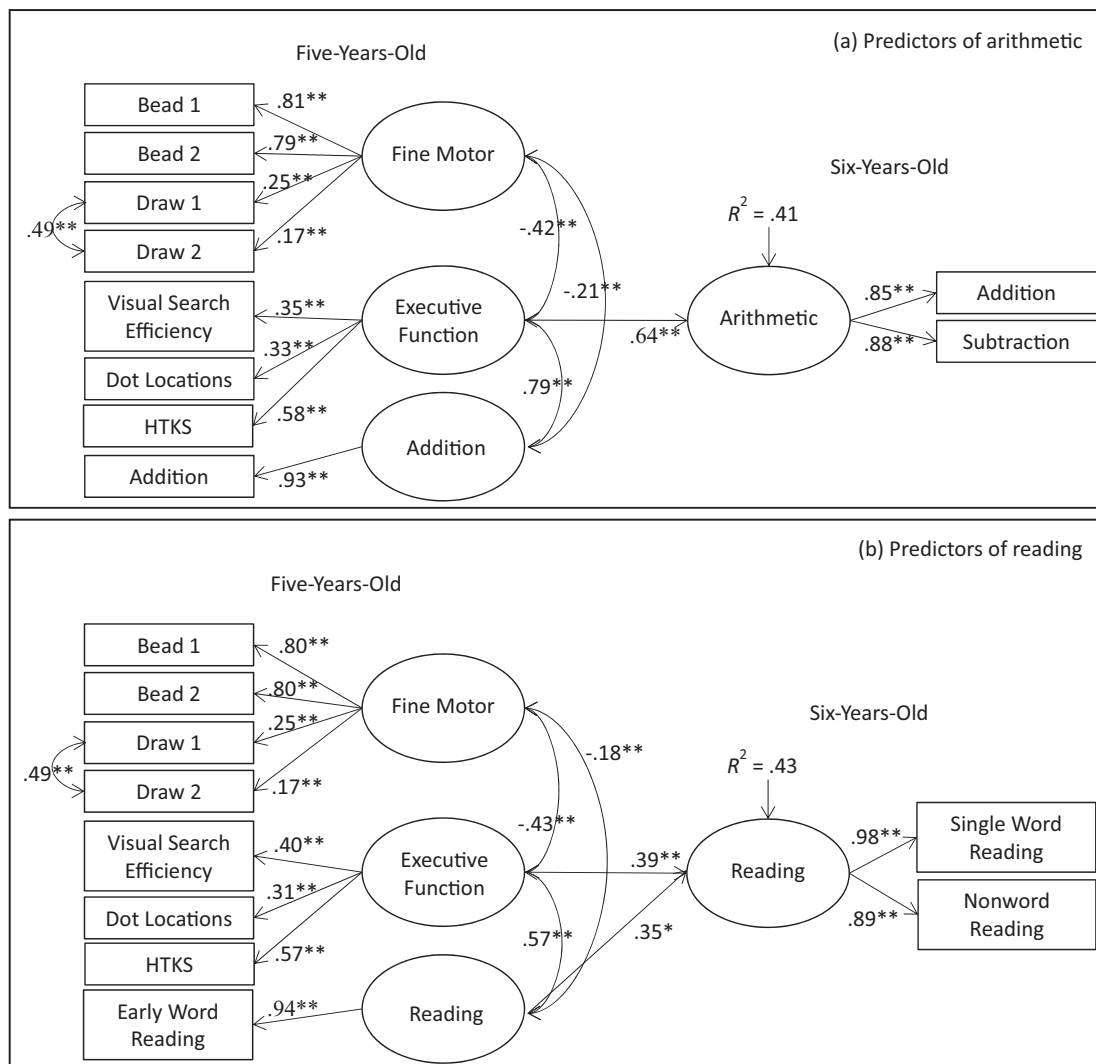 (a) Predictors of arithmetic
Five-Years-Old
Bead 1
.81**
Bead 2
.79**
Fine Motor
Draw 1
.25**
Draw 2
.17**
.49**
Six-Years-Old
R² = .41
-.42**
-.21**
Visual Search
Efficiency
.35**
Executive
Function
Dot Locations
.33**
HTKS
.58**
.64**
Arithmetic
.85**
Addition
.88**
Subtraction
.79**
Addition
.93**
Addition
(b) Predictors of reading
Five-Years-Old
Bead 1
.80**
Bead 2
.80**
Fine Motor
Draw 1
.25**
Draw 2
.17**
.49**
Six-Years-Old
R² = .43
-.18**
-.43**
Visual Search
Efficiency
.40**
Executive
Function
Dot Locations
.31**
HTKS
.57**
.39**
.35*
.57**
Reading
.98**
Single Word
Reading
.89**
Nonword
Reading
Early Word
Reading
.94**
Reading